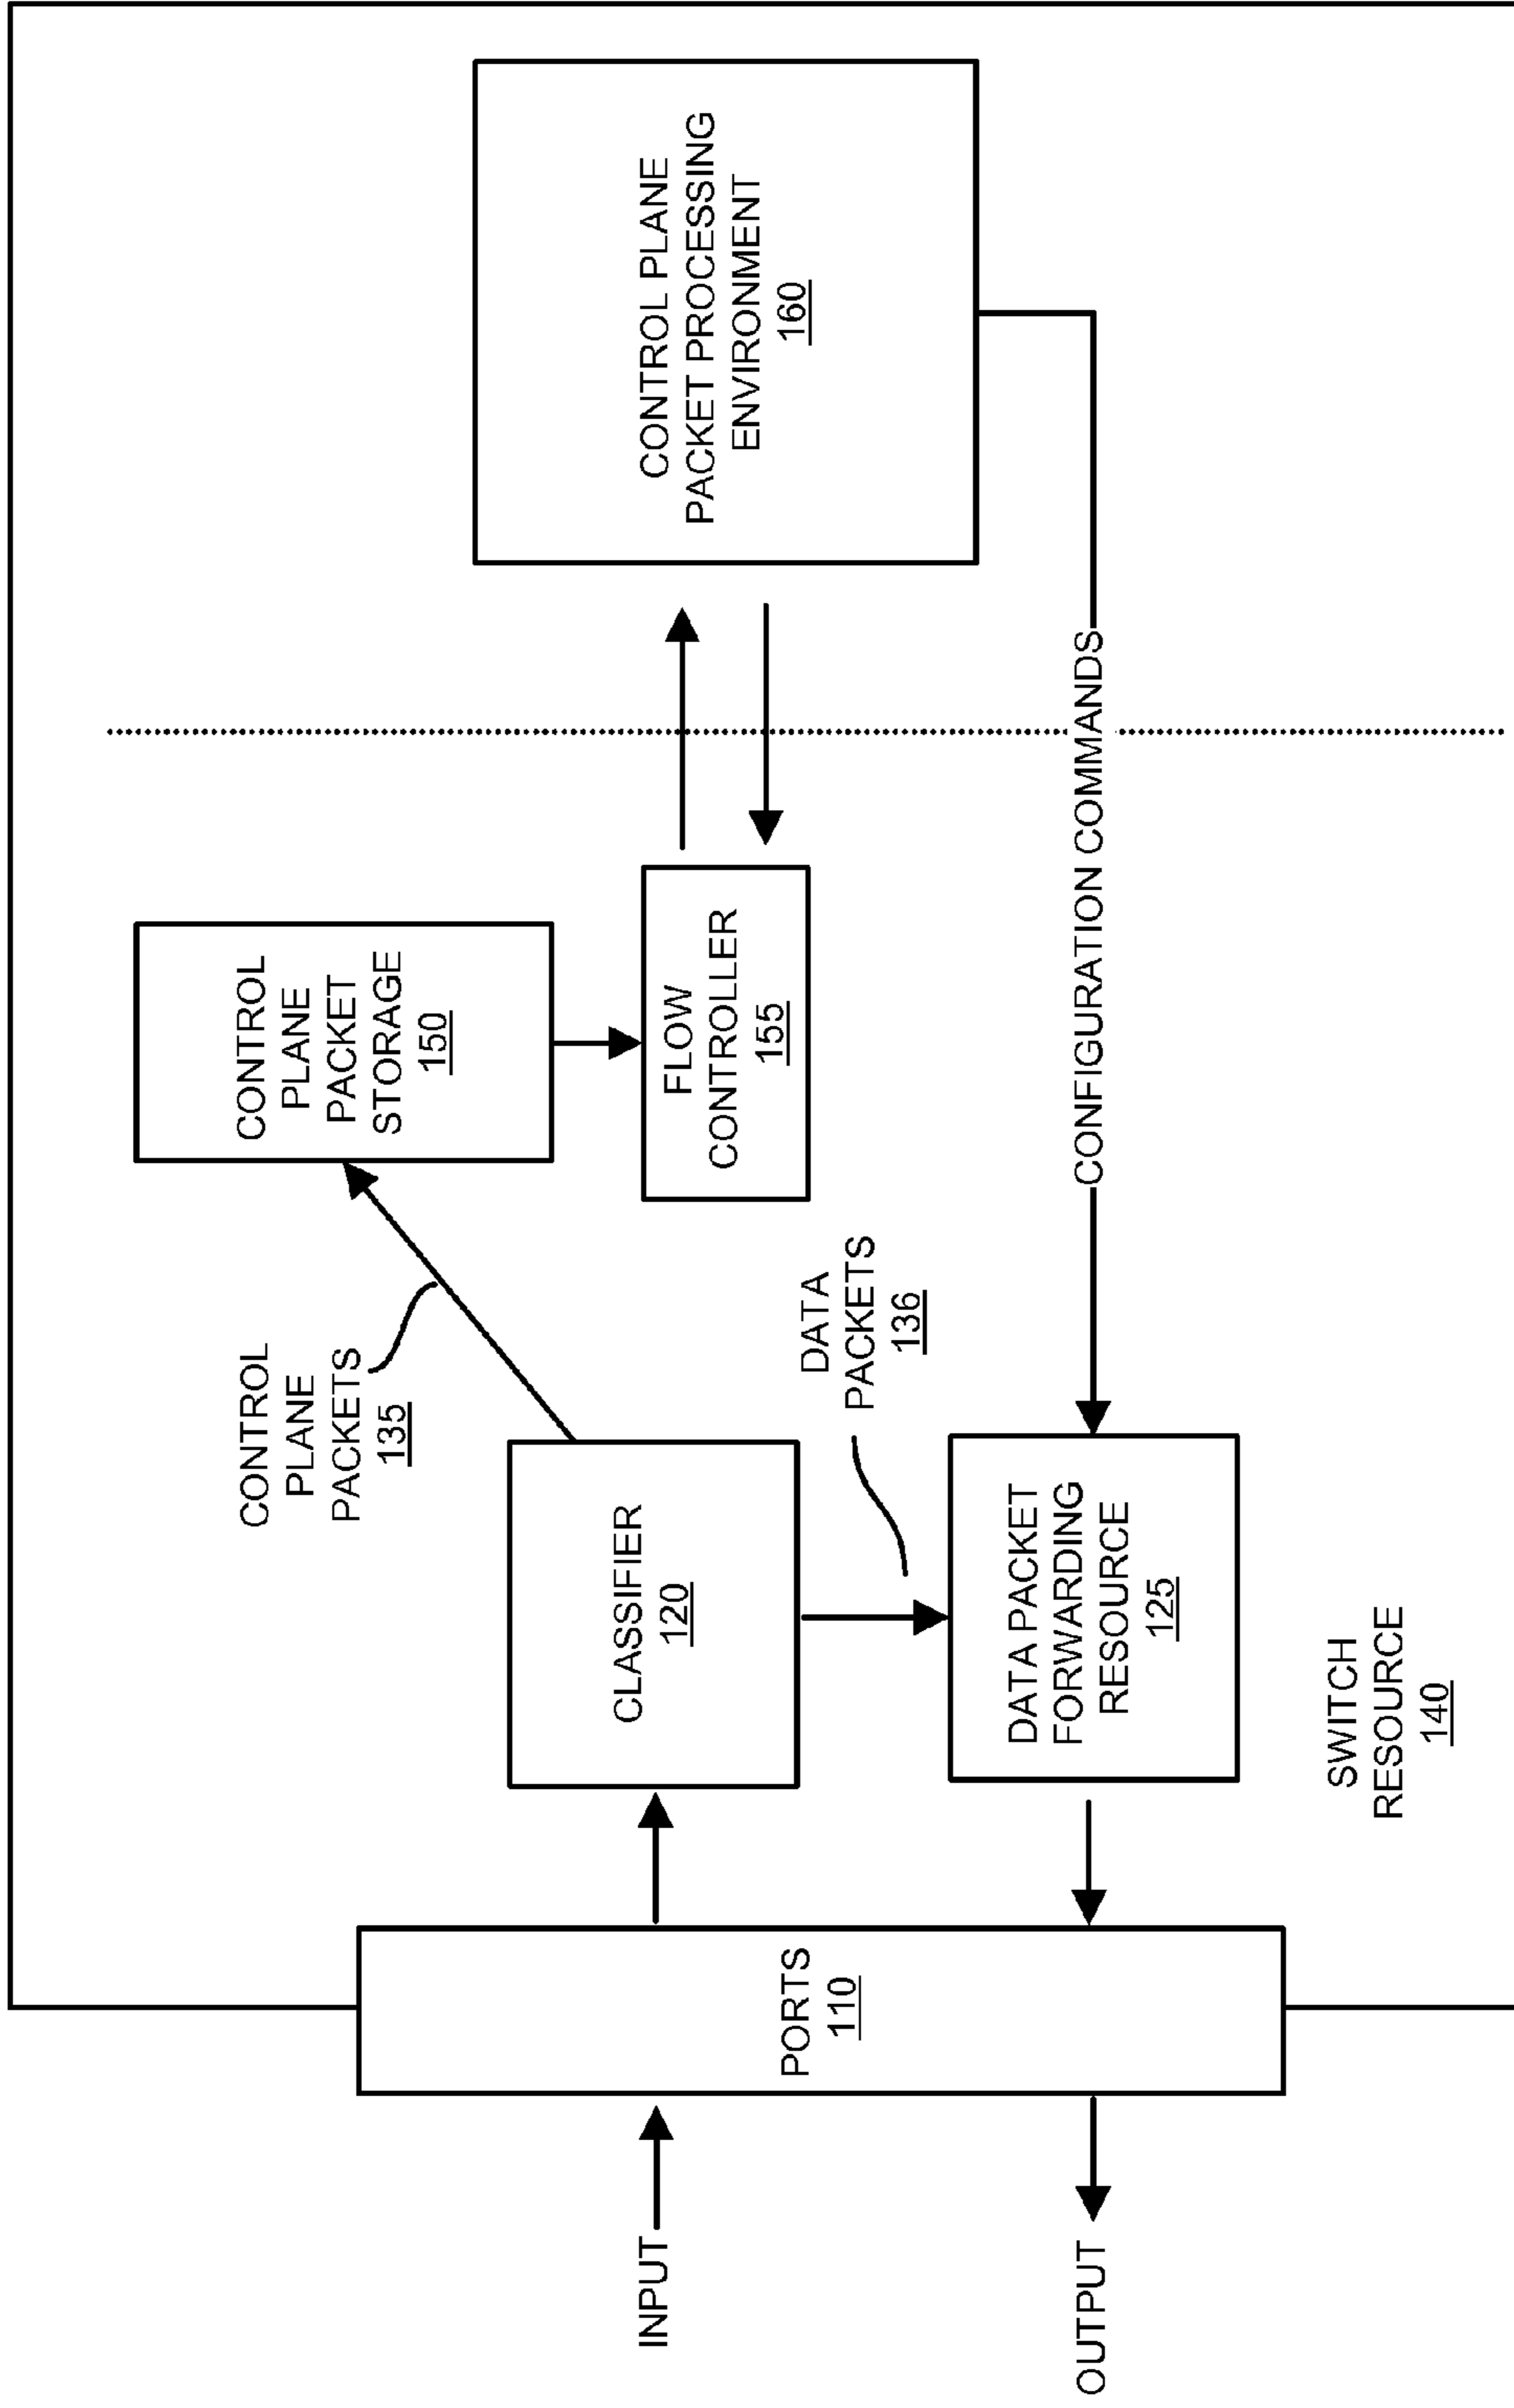 CONTROL
PLANE
PACKETS
135
CONTROL
PLANE
PACKET
STORAGE
150
CONTROL PLANE
PACKET PROCESSING
ENVIRONMENT
160
FLOW
CONTROLLER
155
INPUT
PORTS
110
CLASSIFIER
120
DATA
PACKETS
136
OUTPUT
DATA PACKET
FORWARDING
RESOURCE
125
CONFIGURATION COMMANDS
SWITCH
RESOURCE
140